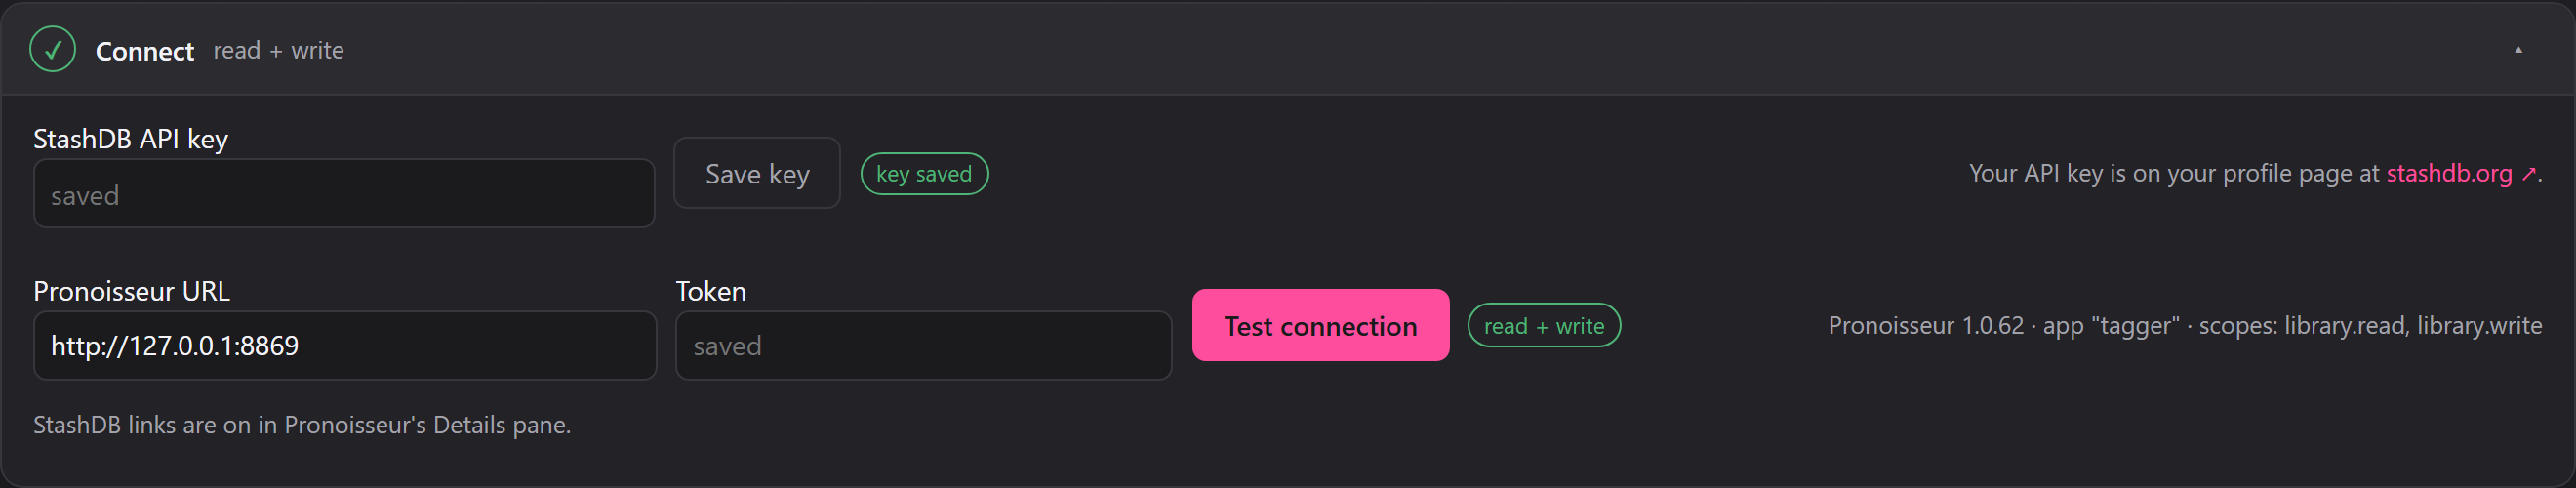 Connect read + write
StashDB API key
saved
Save key
key saved
Your API key is on your profile page at stashdb.org ↗.
Pronoisseur URL
http://127.0.0.1:8869
Token
saved
Test connection
read + write
Pronoisseur 1.0.62 · app "tagger" · scopes: library.read, library.write
StashDB links are on in Pronoisseur's Details pane.